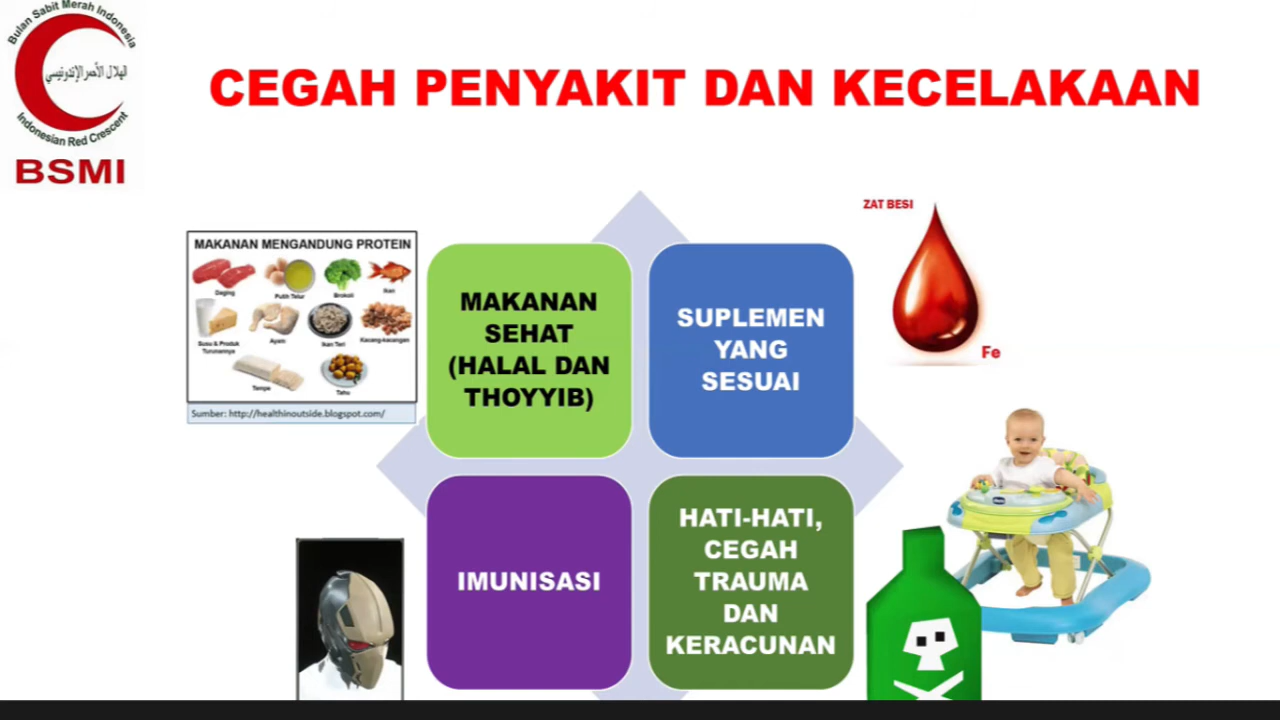 Bulan Sabit Merah Indonesia
الهلال الأحمر الإندونيسي
Indonesian Red Crescent
BSMI
CEGAH PENYAKIT DAN KECELAKAAN
MAKANAN MENGANDUNG PROTEIN
Daging
Putih Telur
Brokoli
Ikan
Susu & Produk
Turunannya
Ayam
Ikan Teri
Kacang-kacangan
Tempe
Tahu
Sumber: http://healthinoutside.blogspot.com/
MAKANAN
SEHAT
(HALAL DAN
THOYYIB)
SUPLEMEN
YANG
SESUAI
ZAT BESI
Fe
IMUNISASI
HATI-HATI,
CEGAH
TRAUMA
DAN
KERACUNAN